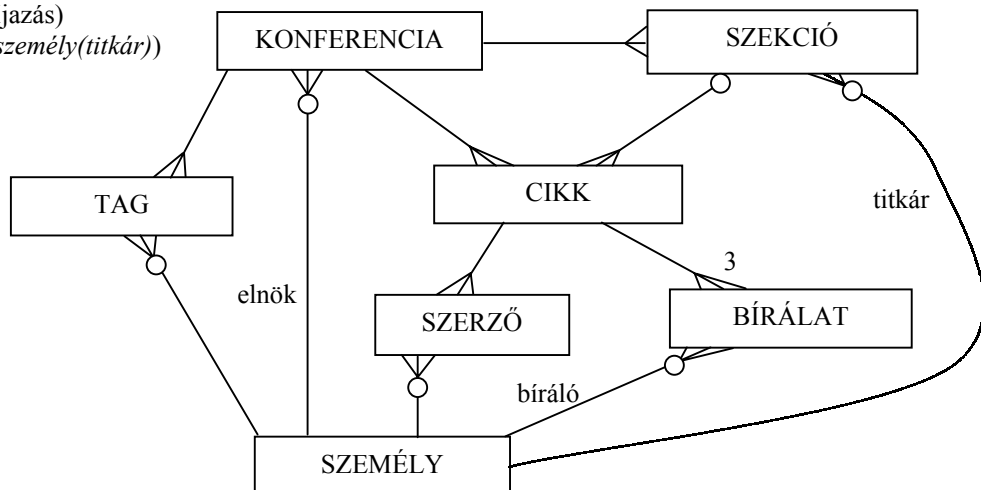 jazás)
személy(titkár))
KONFERENCIA
SZEKCIÓ
TAG
CIKK
titkár
3
elnök
SZERZŐ
BÍRÁLAT
bíráló
SZEMÉLY